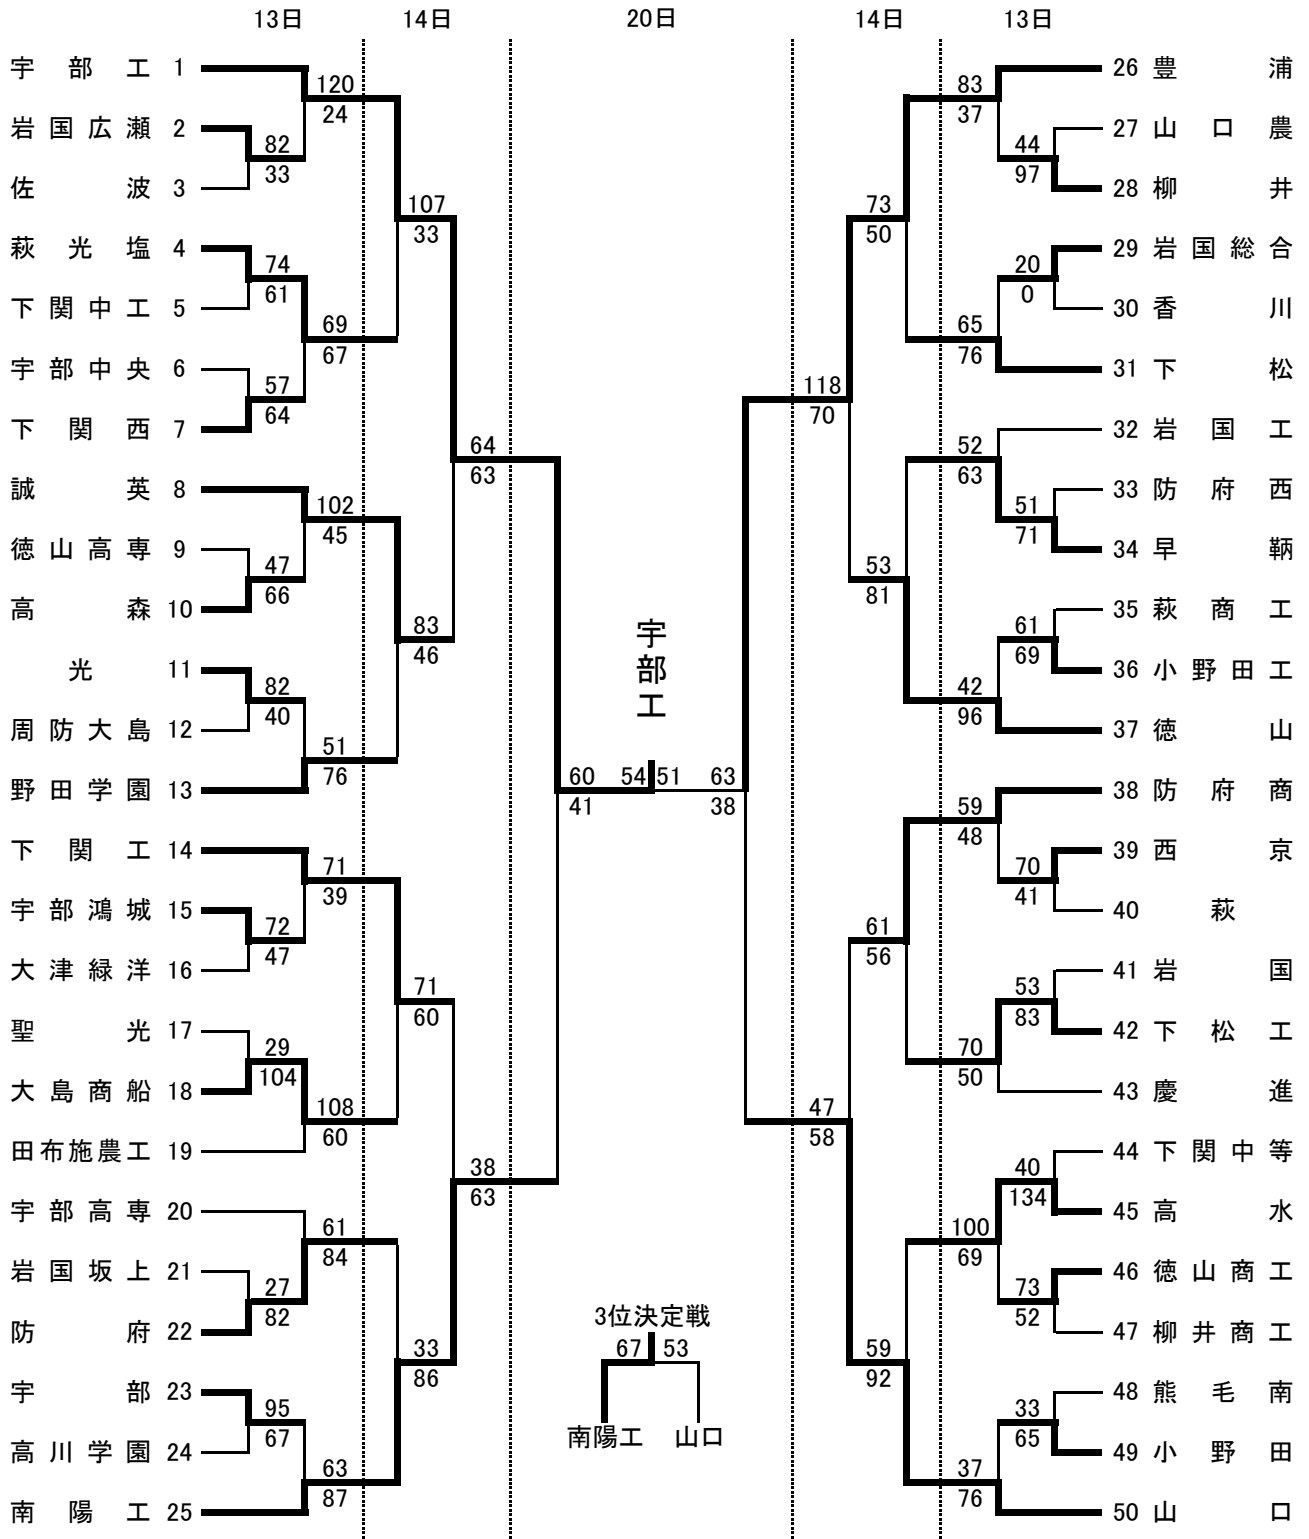 13日 14日 20日 14日 13日
宇部工 1
120
24
岩国広瀬 2
82
33
佐波 3
107
33
萩光塩 4
74
61
下関中工 5
69
67
宇部中央 6
57
64
下関西 7
64
63
誠英 8
102
45
徳山高専 9
47
66
高森 10
83
46
光 11
82
40
周防大島 12
51
76
野田学園 13
60
41
下関工 14
71
39
宇部鴻城 15
72
47
大津緑洋 16
71
60
聖光 17
29
104
大島商船 18
108
60
田布施農工 19
38
63
宇部高専 20
61
84
岩国坂上 21
27
82
防府 22
33
86
宇部 23
95
67
高川学園 24
63
87
南陽工 25
宇部工
54 51
3位決定戦
67 53
南陽工 山口
63
38
26 豊浦
83
37
27 山口農
44
97
28 柳井
73
50
29 岩国総合
20
0
30 香川
65
76
31 下松
118
70
32 岩国工
52
63
33 防府西
51
71
34 早鞆
53
81
35 萩商工
61
69
36 小野田工
42
96
37 徳山
38 防府商
59
48
39 西京
70
41
40 萩
61
56
41 岩国
53
83
42 下松工
70
50
43 慶進
47
58
44 下関中等
40
134
45 高水
100
69
46 徳山商工
73
52
47 柳井商工
59
92
48 熊毛南
33
65
49 小野田
37
76
50 山口